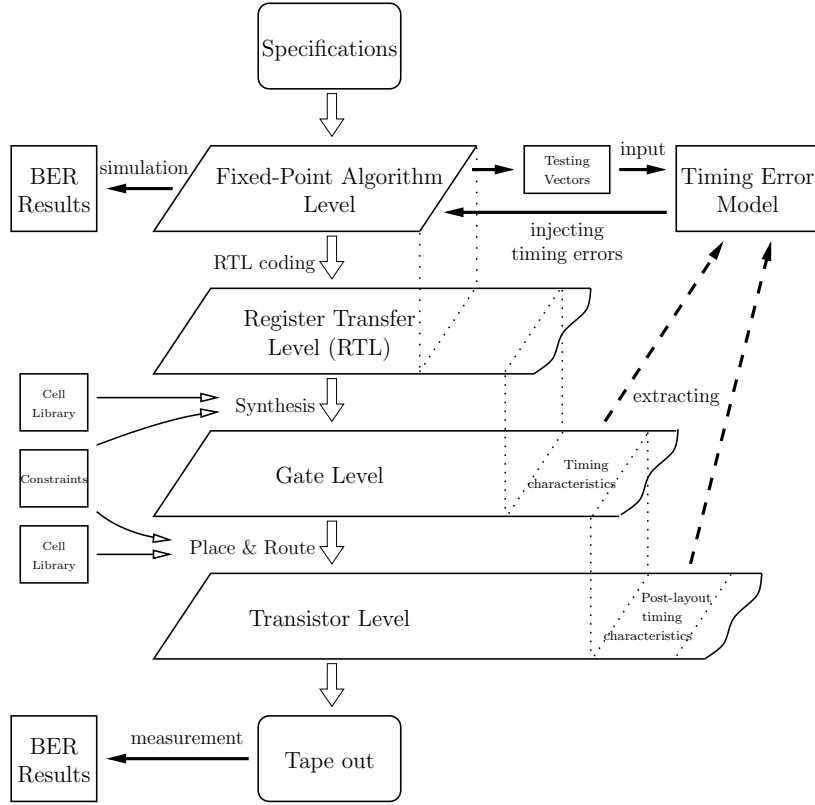 Specifications
BER
Results
simulation
Fixed-Point Algorithm
Level
Testing
Vectors
input
Timing Error
Model
injecting
timing errors
RTL coding
Register Transfer
Level (RTL)
Cell
Library
Synthesis
extracting
Constraints
Gate Level
Timing
characteristics
Cell
Library
Place & Route
Transistor Level
Post-layout
timing
characteristics
BER
Results
measurement
Tape out